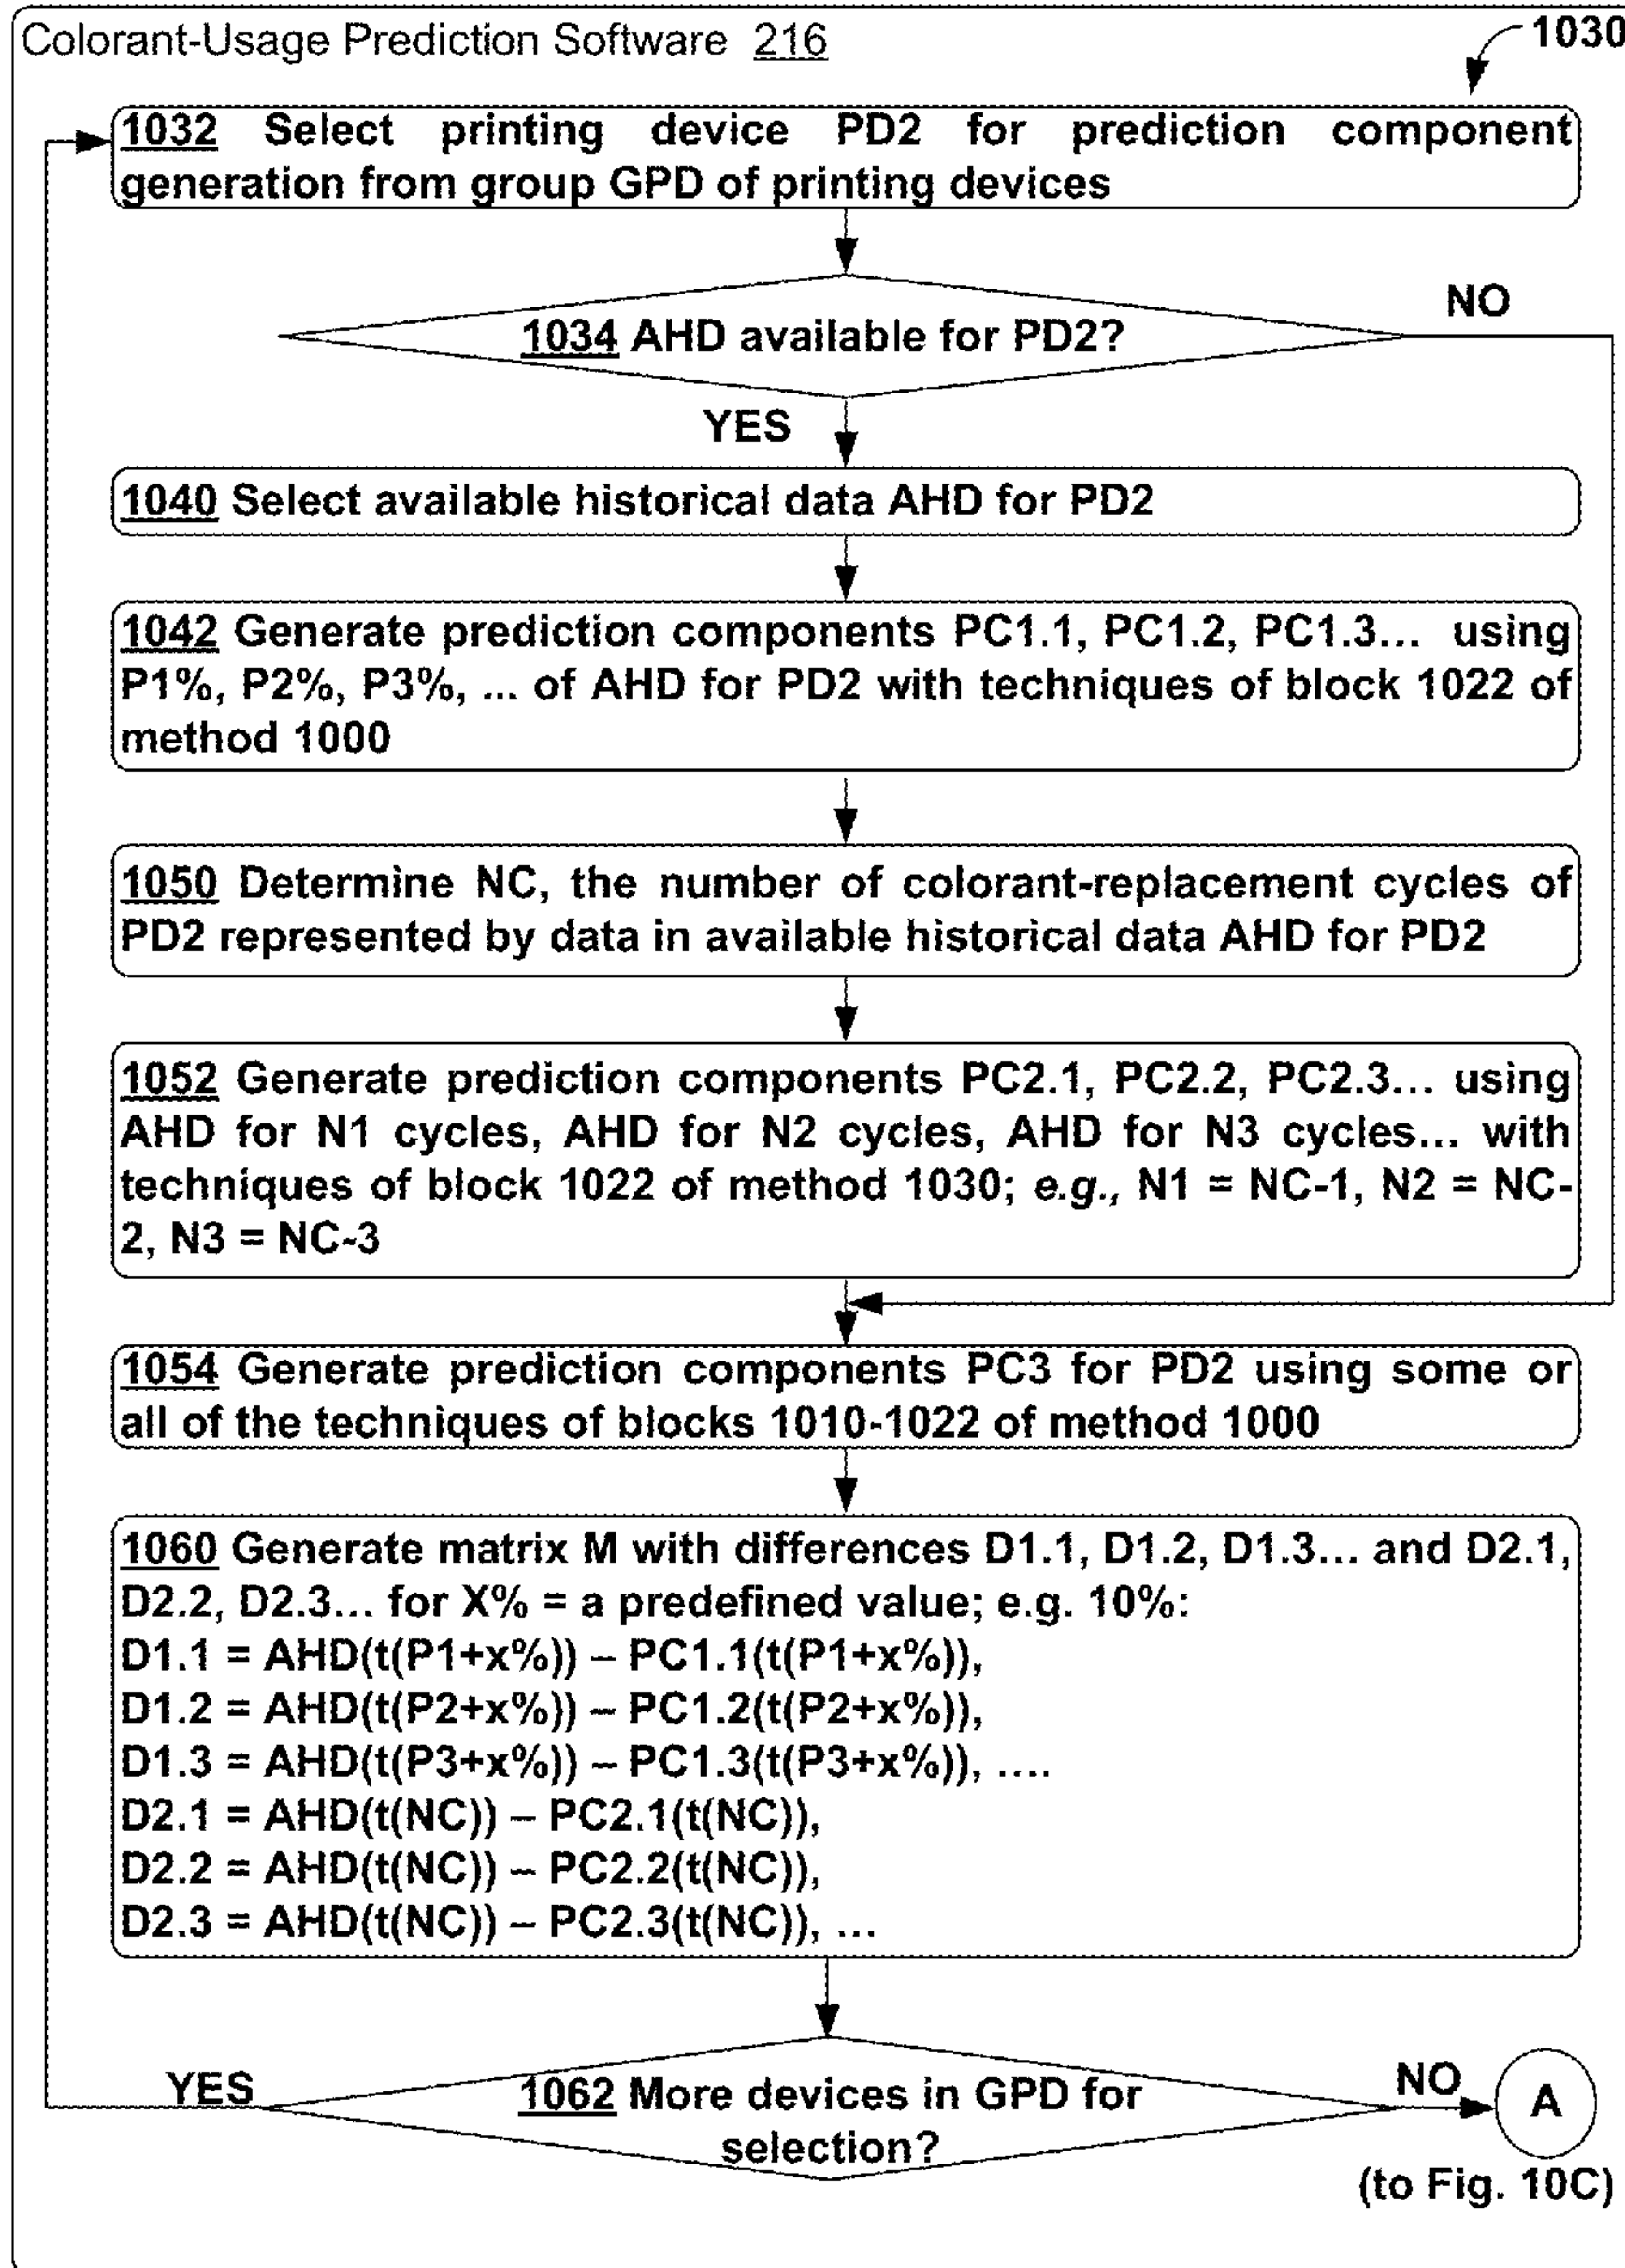 Colorant-Usage Prediction Software 216
1030
1032 Select printing device PD2 for prediction component
generation from group GPD of printing devices
1034 AHD available for PD2?
NO
YES
1040 Select available historical data AHD for PD2
1042 Generate prediction components PC1.1, PC1.2, PC1.3... using
P1%, P2%, P3%, ... of AHD for PD2 with techniques of block 1022 of
method 1000
1050 Determine NC, the number of colorant-replacement cycles of
PD2 represented by data in available historical data AHD for PD2
1052 Generate prediction components PC2.1, PC2.2, PC2.3... using
AHD for N1 cycles, AHD for N2 cycles, AHD for N3 cycles... with
techniques of block 1022 of method 1030; e.g., N1 = NC-1, N2 = NC-
2, N3 = NC-3
1054 Generate prediction components PC3 for PD2 using some or
all of the techniques of blocks 1010-1022 of method 1000
1060 Generate matrix M with differences D1.1, D1.2, D1.3... and D2.1,
D2.2, D2.3... for X% = a predefined value; e.g. 10%:
D1.1 = AHD(t(P1+x%)) – PC1.1(t(P1+x%)),
D1.2 = AHD(t(P2+x%)) – PC1.2(t(P2+x%)),
D1.3 = AHD(t(P3+x%)) – PC1.3(t(P3+x%)), ....
D2.1 = AHD(t(NC)) – PC2.1(t(NC)),
D2.2 = AHD(t(NC)) – PC2.2(t(NC)),
D2.3 = AHD(t(NC)) – PC2.3(t(NC)), ...
YES
1062 More devices in GPD for
selection?
NO
A
(to Fig. 10C)